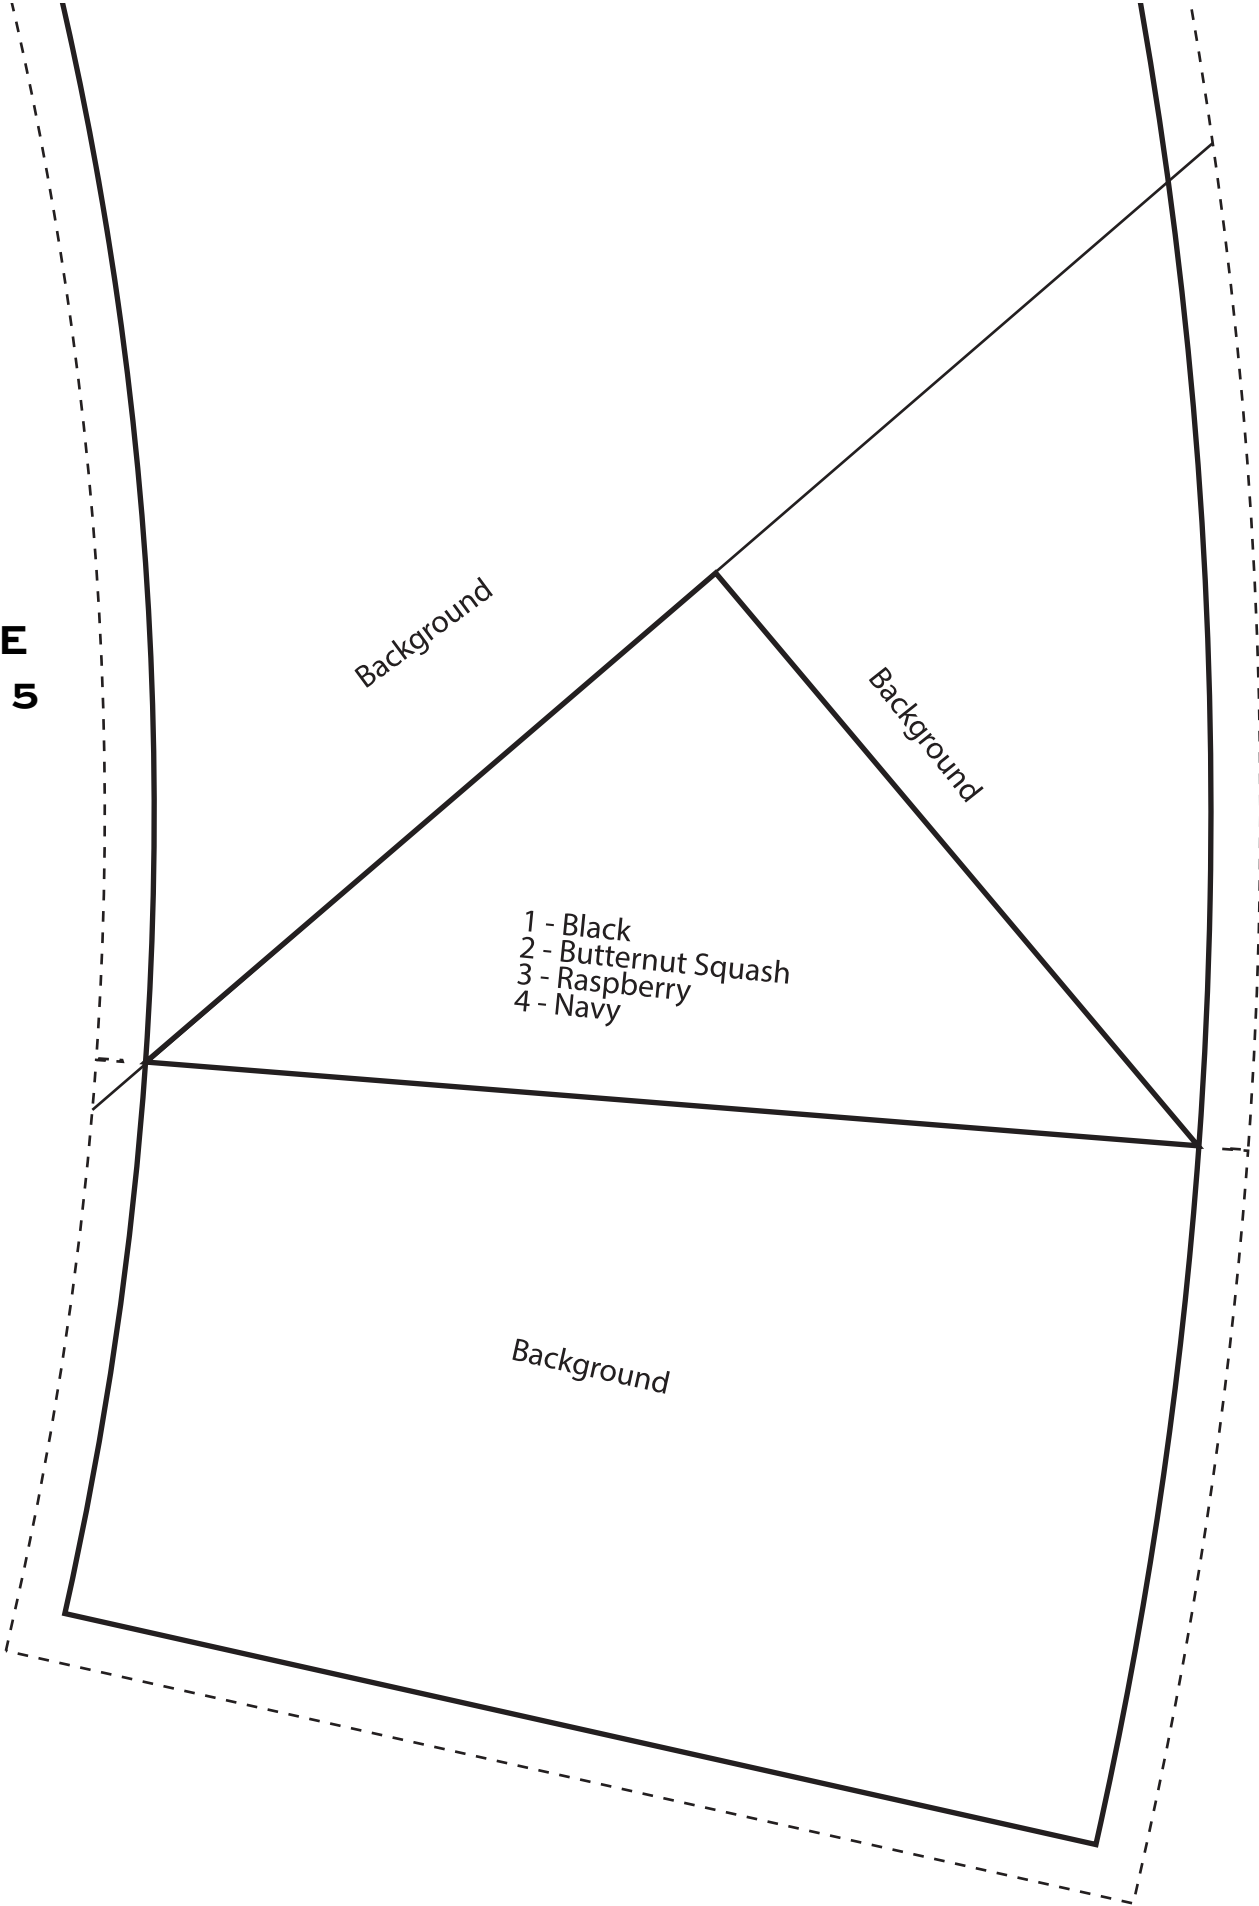 Background
E
5
Background
1 - Black
2 - Butternut Squash
3 - Raspberry
4 - Navy
Background